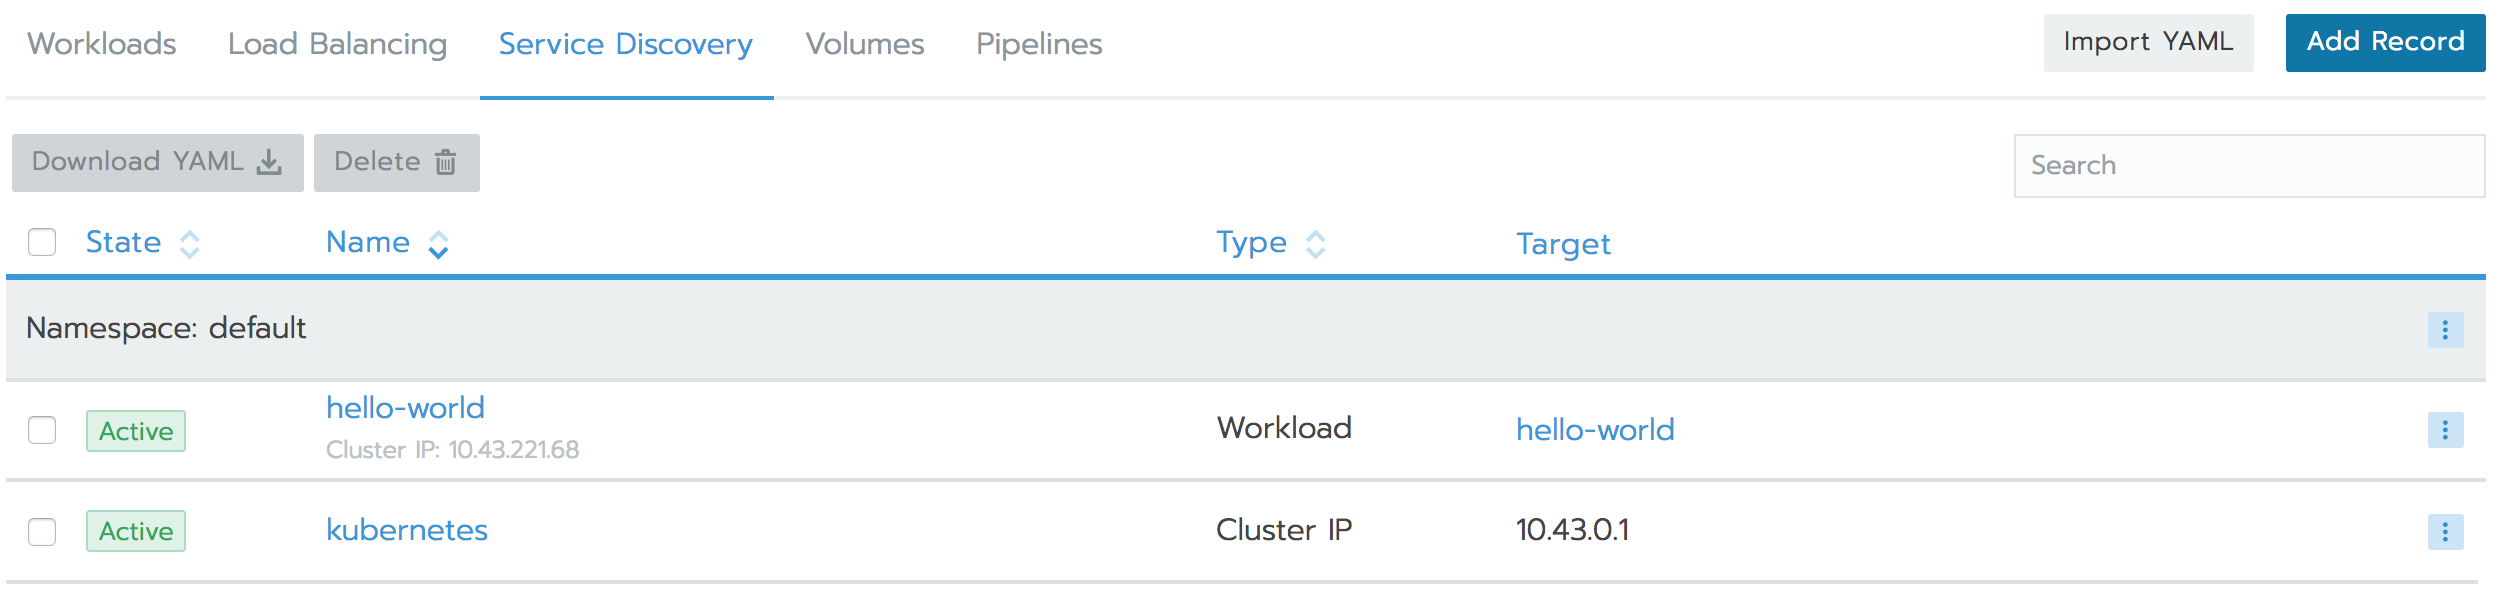 Workloads Load Balancing Service Discovery Volumes Pipelines Import YAML Add Record
Download YAML Delete Search
State Name Type Target
Namespace: default
Active hello-world Workload hello-world
Cluster IP: 10.43.221.68
Active kubernetes Cluster IP 10.43.0.1